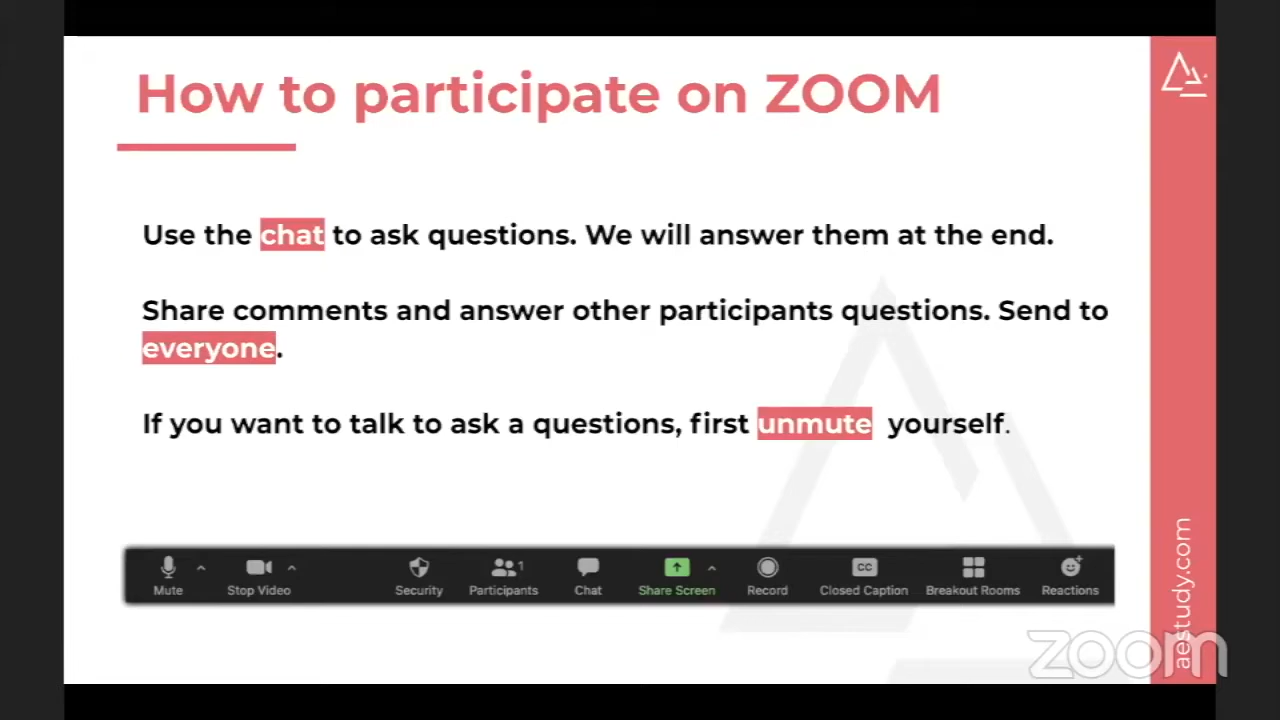 How to participate on ZOOM
Use the chat to ask questions. We will answer them at the end.
Share comments and answer other participants questions. Send to
everyone.
If you want to talk to ask a questions, first unmute yourself.
Mute
Stop Video
Security
1
Participants
Chat
Share Screen
Record
CC
Closed Caption
Breakout Rooms
Reactions
aestudy.com
zoom